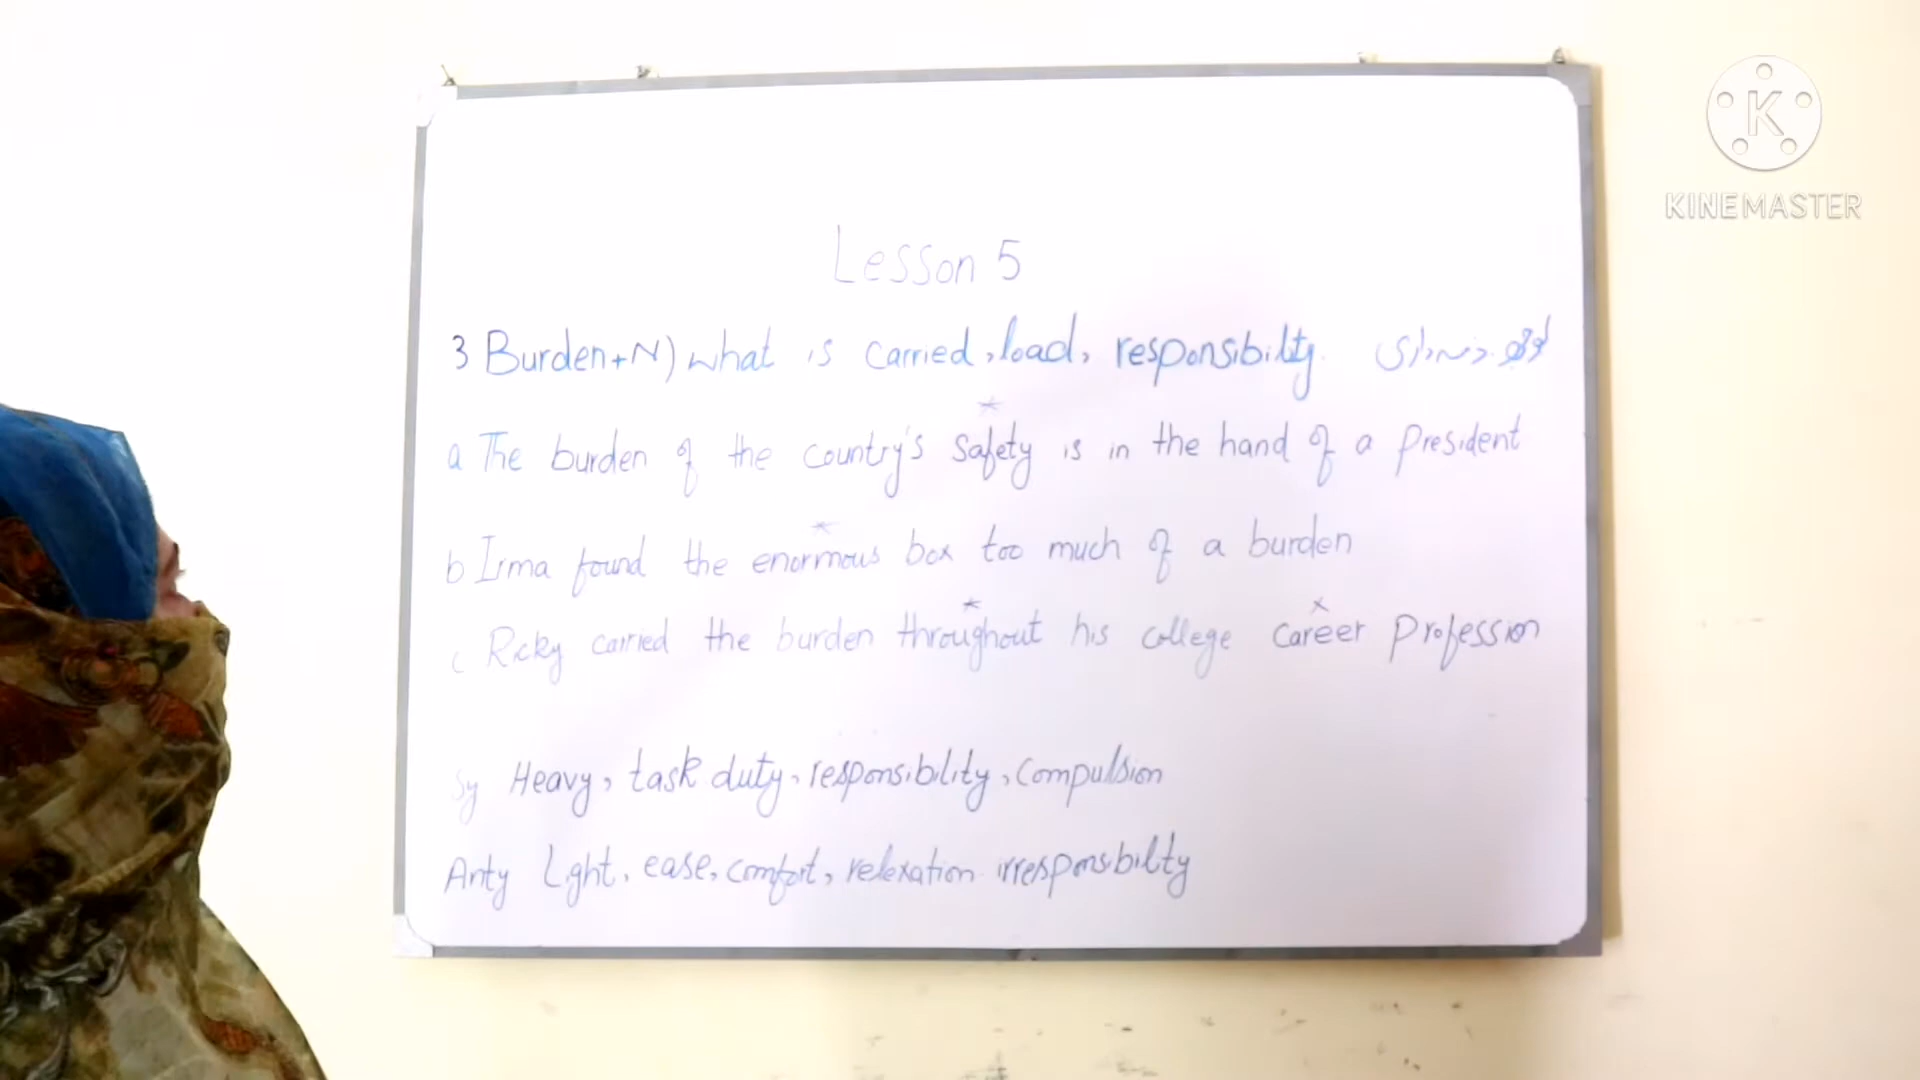 KINEMASTER
Lesson 5
3 Burden+N) what is carried, load, responsibilty
a The burden of the country's safety is in the hand of a President
b Irma found the enormous box too much of a burden
c Ricky carried the burden throughout his college career profession
Sy Heavy, task duty, responsibility, compulsion
Anty Light, ease, comfort, relexation irresponsibilty